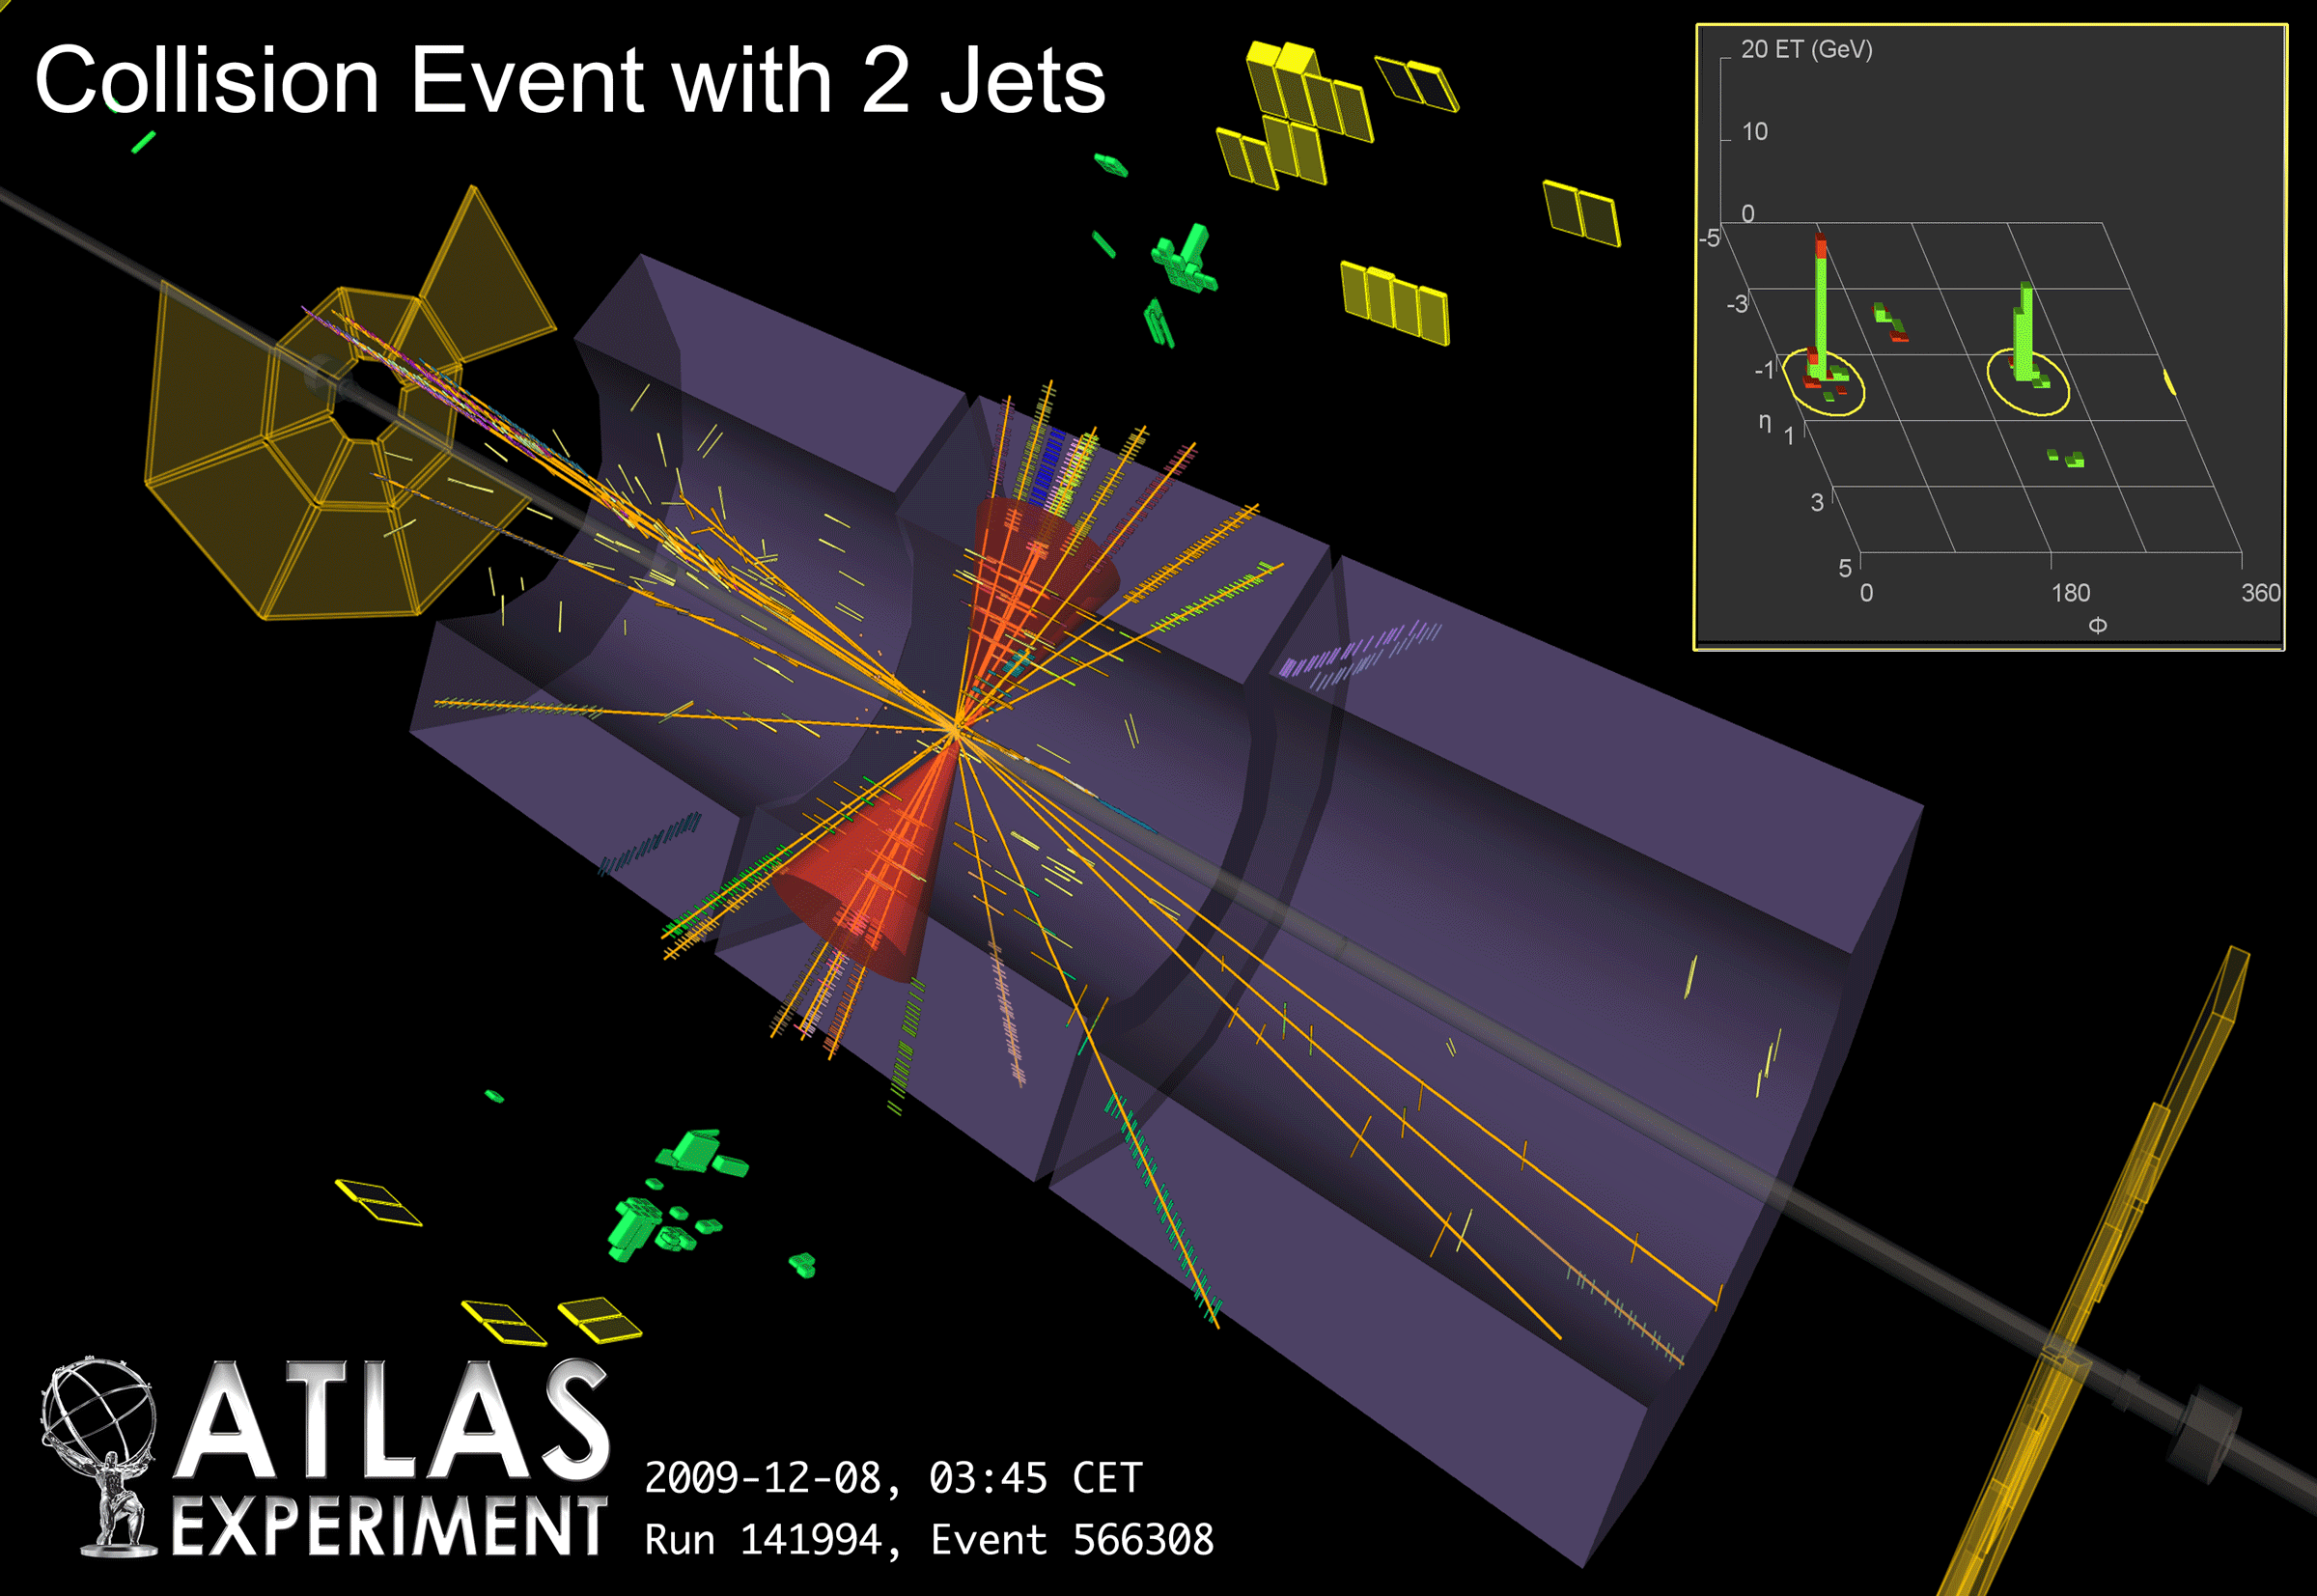 Collision Event with 2 Jets
20 ET (GeV)
10
0
-5
-3
-1
η
1
3
5
0 180 360
Φ
ATLAS
EXPERIMENT
2009-12-08, 03:45 CET
Run 141994, Event 566308